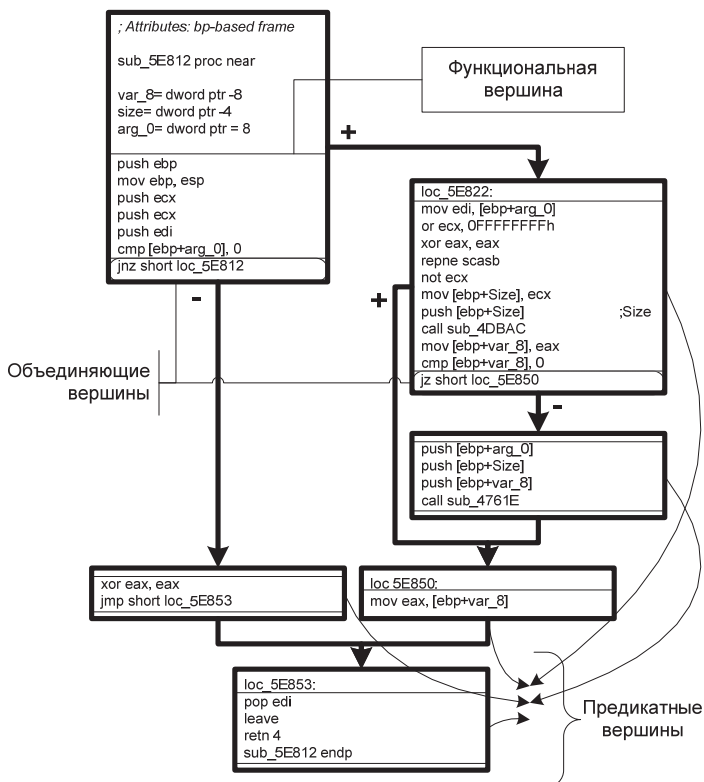 ; Attributes: bp-based frame
sub_5E812 proc near
var_8= dword ptr -8
size= dword ptr -4
arg_0= dword ptr = 8
push ebp
mov ebp, esp
push ecx
push ecx
push edi
cmp [ebp+arg_0], 0
jnz short loc_5E812
Функциональная
вершина
+
-
loc_5E822:
mov edi, [ebp+arg_0]
or ecx, 0FFFFFFFFh
xor eax, eax
repne scasb
not ecx
mov [ebp+Size], ecx
push [ebp+Size] ;Size
call sub_4DBAC
mov [ebp+var_8], eax
cmp [ebp+var_8], 0
jz short loc_5E850
+
-
Объединяющие
вершины
push [ebp+arg_0]
push [ebp+Size]
push [ebp+var_8]
call sub_4761E
xor eax, eax
jmp short loc_5E853
loc 5E850:
mov eax, [ebp+var_8]
loc_5E853:
pop edi
leave
retn 4
sub_5E812 endp
Предикатные
вершины